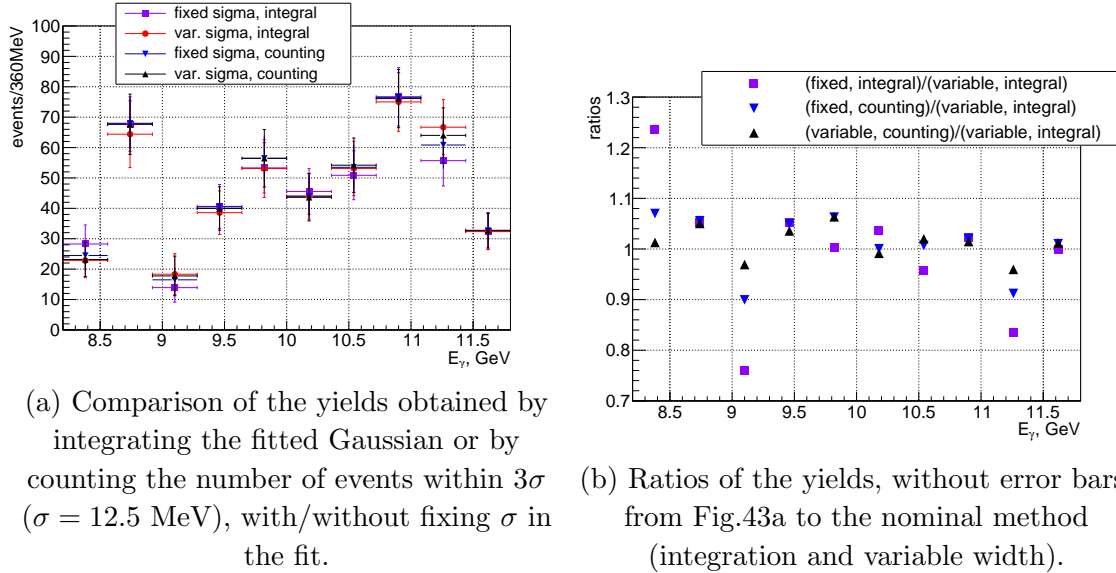 fixed sigma, integral
var. sigma, integral
fixed sigma, counting
var. sigma, counting
events/360MeV
100
90
80
70
60
50
40
30
20
10
0
8.5 9 9.5 10 10.5 11 11.5
E_γ, GeV
(a) Comparison of the yields obtained by
integrating the fitted Gaussian or by
counting the number of events within 3σ
(σ = 12.5 MeV), with/without fixing σ in
the fit.
(fixed, integral)/(variable, integral)
(fixed, counting)/(variable, integral)
(variable, counting)/(variable, integral)
ratios
1.3
1.2
1.1
1
0.9
0.8
0.7
8.5 9 9.5 10 10.5 11 11.5
E_γ, GeV
(b) Ratios of the yields, without error bars
from Fig.43a to the nominal method
(integration and variable width).